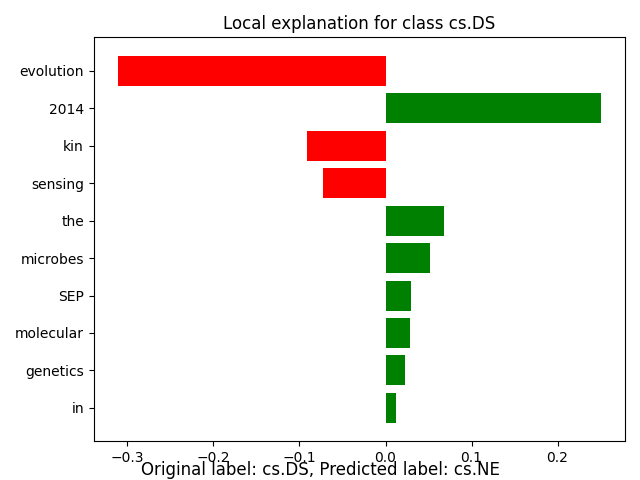 Local explanation for class cs.DS
evolution
2014
kin
sensing
the
microbes
SEP
molecular
genetics
in
−0.3 −0.2 −0.1 0.0 0.1 0.2
Original label: cs.DS, Predicted label: cs.NE